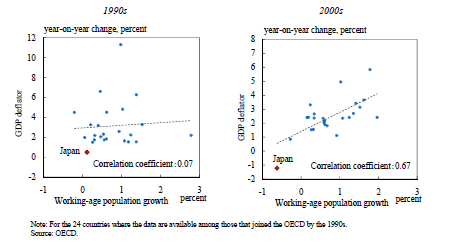 1990s
year-on-year change, percent
12
10
8
6
4
2
0
-2
GDP deflator
Japan
Correlation coefficient:0.07
-1
0
1
2
3
Working-age population growth
percent
2000s
year-on-year change, percent
8
7
6
5
4
3
2
1
0
-1
-2
GDP deflator
Japan
Correlation coefficient:0.67
-1
0
1
2
3
Working-age population growth
percent
Note: For the 24 countries where the data are available among those that joined the OECD by the 1990s.
Source: OECD.